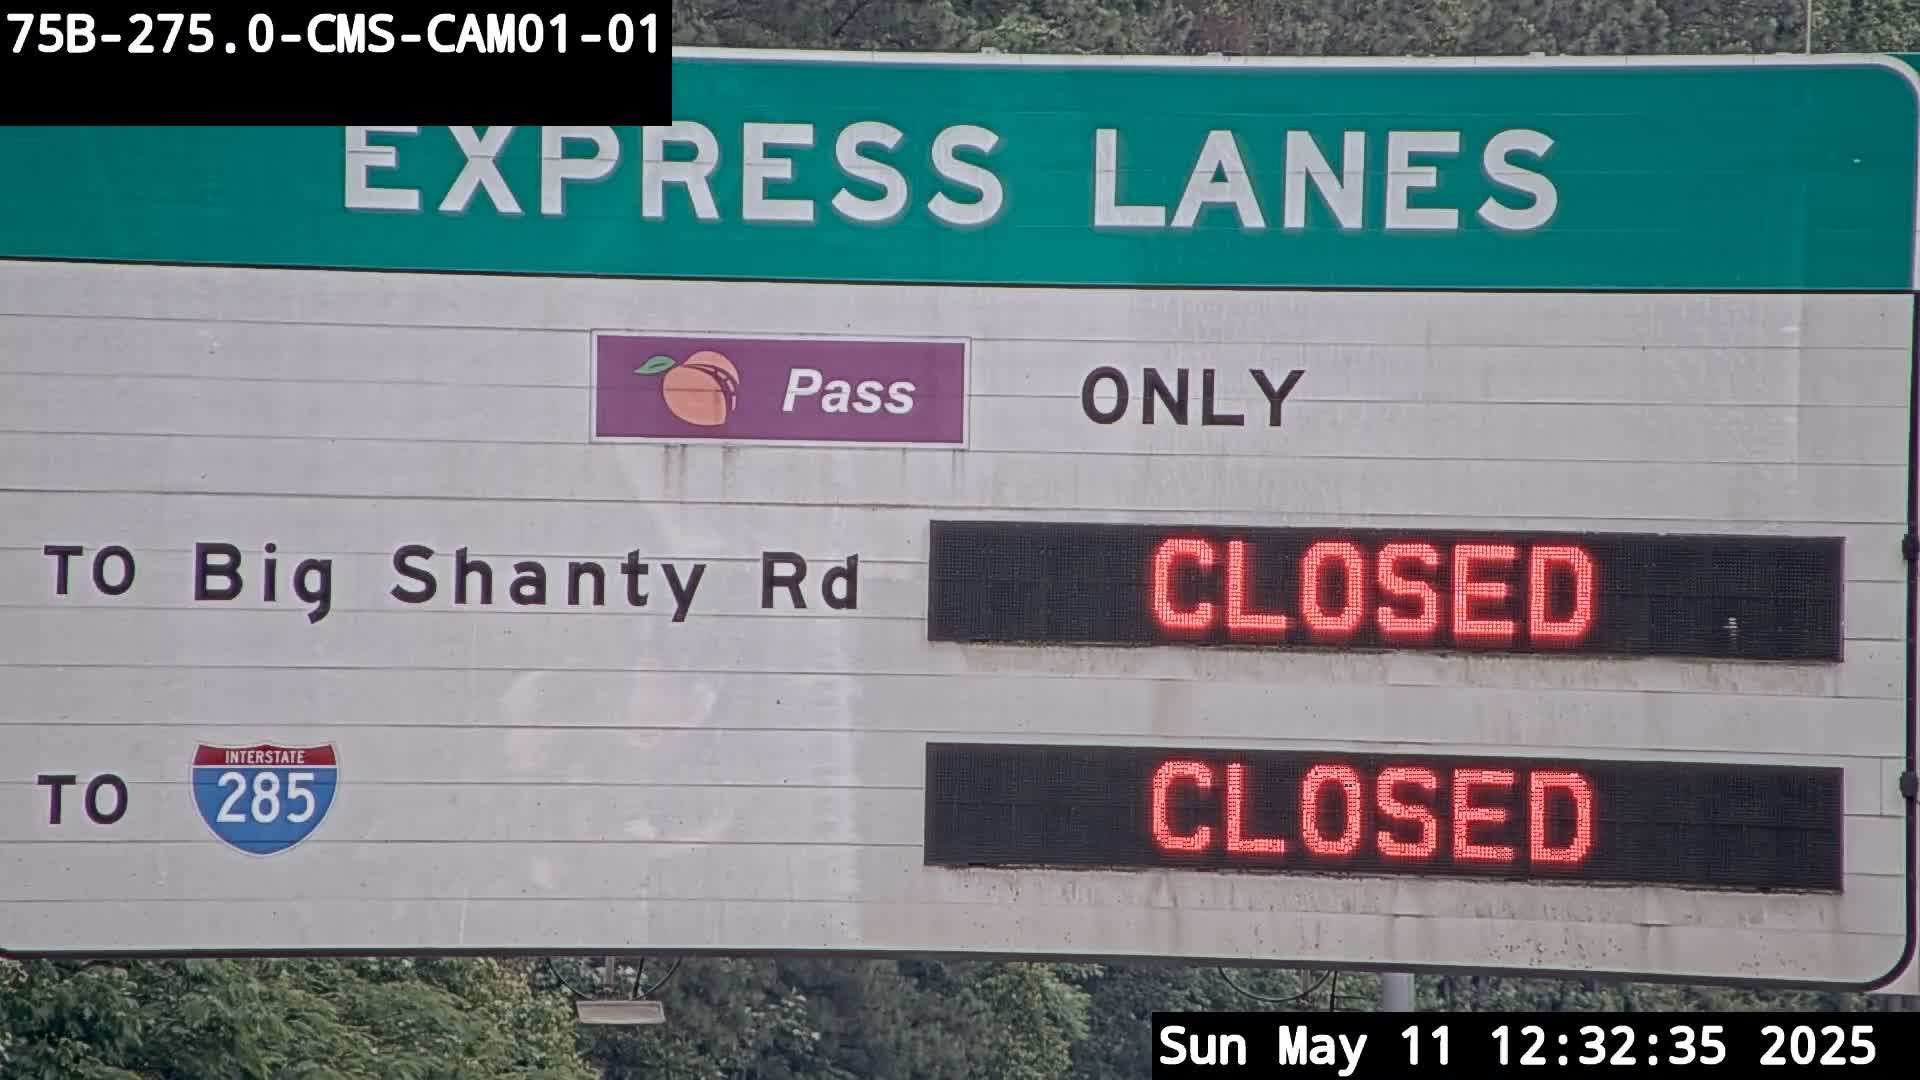 75B-275.0-CMS-CAM01-01
EXPRESS LANES
Pass ONLY
TO Big Shanty Rd CLOSED
TO INTERSTATE 285 CLOSED
Sun May 11 12:32:35 2025